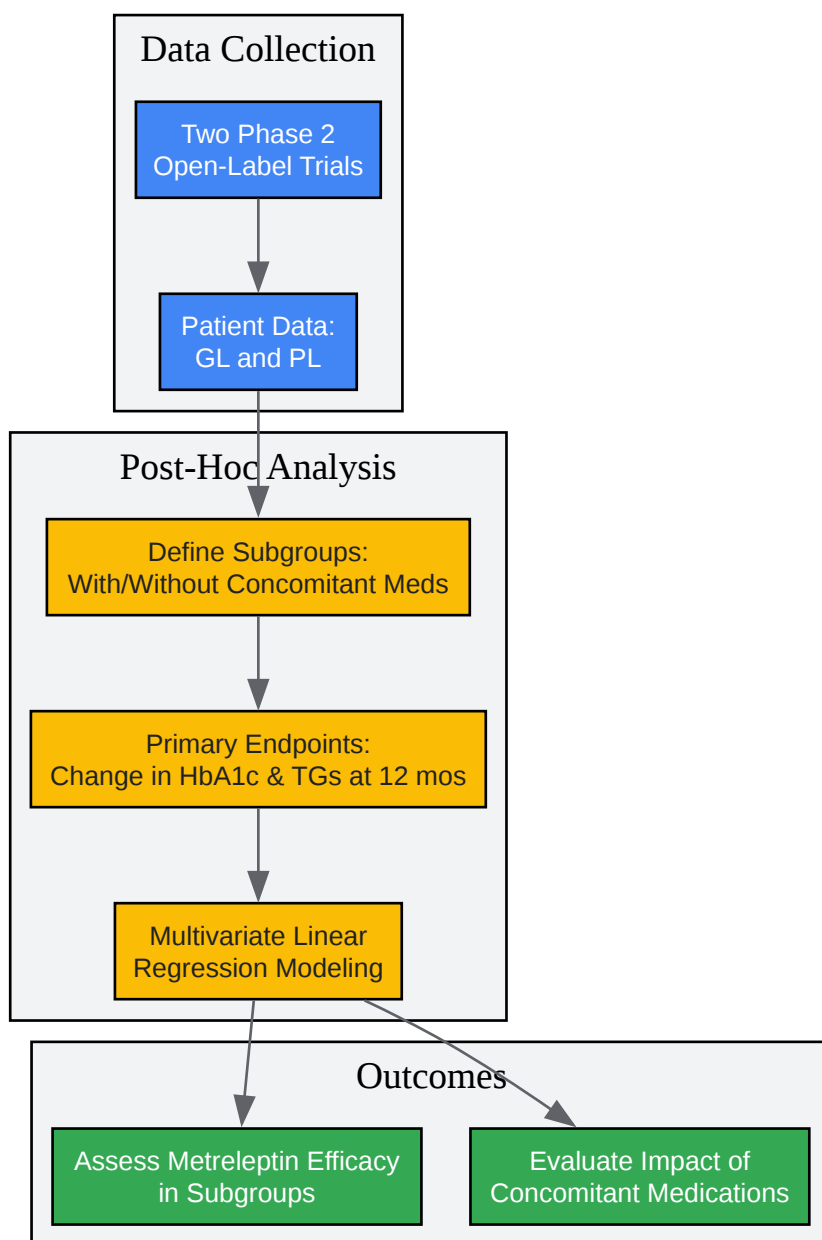 Data Collection
Two Phase 2
Open-Label Trials
Patient Data:
GL and PL
Post-Hoc Analysis
Define Subgroups:
With/Without Concomitant Meds
Primary Endpoints:
Change in HbA1c & TGs at 12 mos
Multivariate Linear
Regression Modeling
Outcomes
Assess Metreleptin Efficacy
in Subgroups
Evaluate Impact of
Concomitant Medications